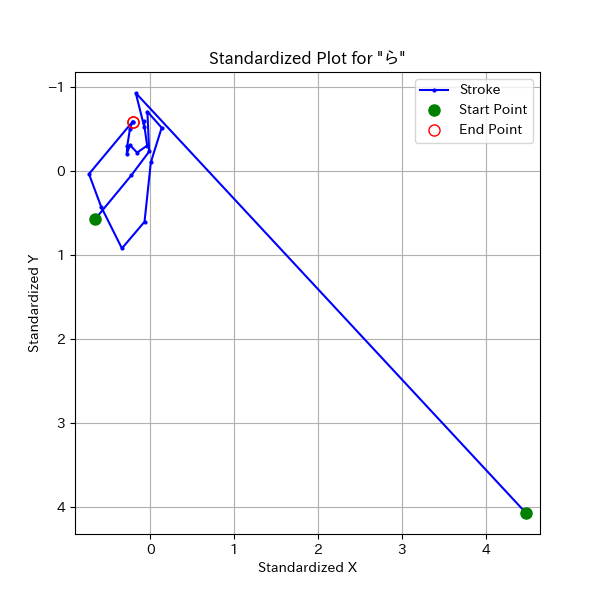 Standardized Plot for "ら"
Stroke
Start Point
End Point
Standardized Y
−1
0
1
2
3
4
0 1 2 3 4
Standardized X